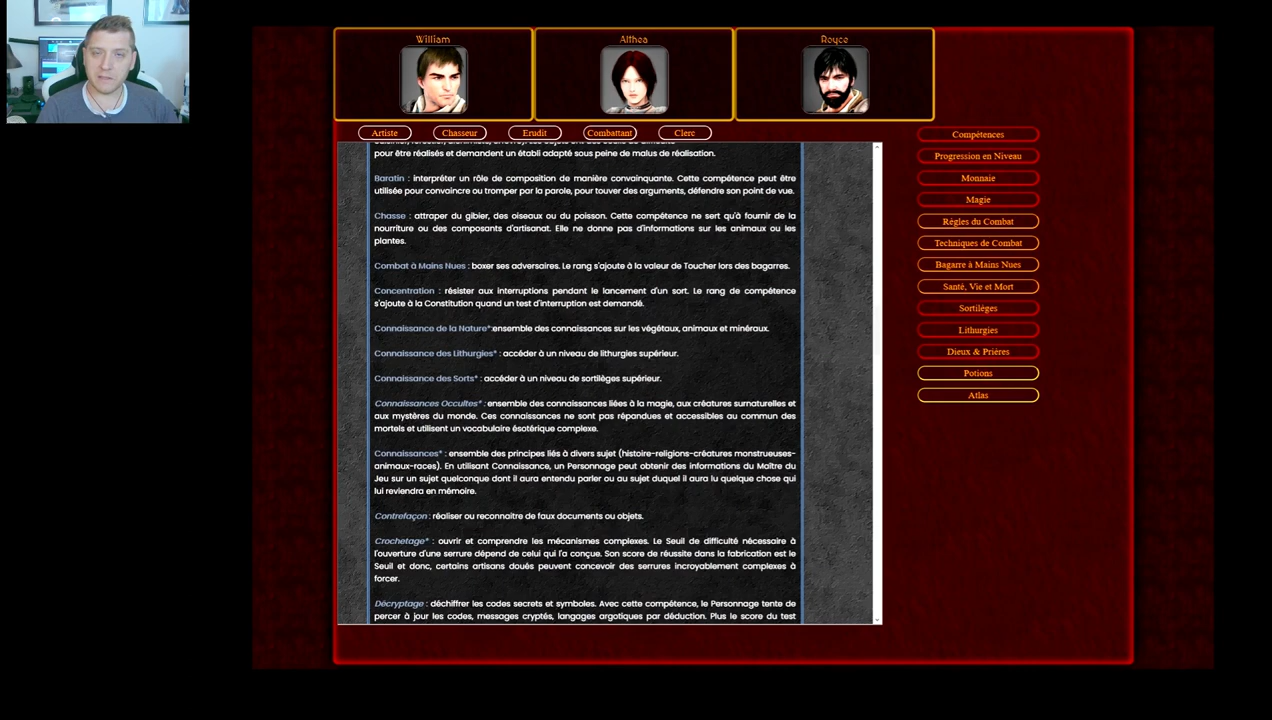 William
Althea
Royce
Artiste
Chasseur
Erudit
Combattant
Clerc
pour être réalisés et demandent un établi adapté sous peine de malus de réalisation.
Baratin : interpréter un rôle de composition de manière convainquante. Cette compétence peut être
utilisée pour convaincre ou tromper par la parole, pour touver des arguments, défendre son point de vue.
Chasse : attraper du gibier, des oiseaux ou du poisson. Cette compétence ne sert qu'à fournir de la
nourriture ou des composants d'artisanat. Elle ne donne pas d'informations sur les animaux ou les
plantes.
Combat à Mains Nues : boxer ses adversaires. Le rang s'ajoute à la valeur de Toucher lors des bagarres.
Concentration : résister aux interruptions pendant le lancement d'un sort. Le rang de compétence
s'ajoute à la Constitution quand un test d'interruption est demandé.
Connaissance de la Nature*:ensemble des connaissances sur les végétaux, animaux et minéraux.
Connaissance des Lithurgies* : accéder à un niveau de lithurgies supérieur.
Connaissance des Sorts* : accéder à un niveau de sortilèges supérieur.
Connaissances Occultes* : ensemble des connaissances liées à la magie, aux créatures surnaturelles et
aux mystères du monde. Ces connaissances ne sont pas répandues et accessibles au commun des
mortels et utilisent un vocabulaire ésotérique complexe.
Connaissances* : ensemble des principes liés à divers sujet (histoire-religions-créatures monstrueuses-
animaux-races). En utilisant Connaissance, un Personnage peut obtenir des informations du Maître du
Jeu sur un sujet quelconque dont il aura entendu parler ou au sujet duquel il aura lu quelque chose qui
lui reviendra en mémoire.
Contrefaçon : réaliser ou reconnaitre de faux documents ou objets.
Crochetage* : ouvrir et comprendre les mécanismes complexes. Le Seuil de difficulté nécessaire à
l'ouverture d'une serrure dépend de celui qui l'a conçue. Son score de réussite dans la fabrication est le
Seuil et donc, certains artisans doués peuvent concevoir des serrures incroyablement complexes à
forcer.
Décryptage : déchiffrer les codes secrets et symboles. Avec cette compétence, le Personnage tente de
percer à jour les codes, messages cryptés, langages argotiques par déduction. Plus le score du test
Compétences
Progression en Niveau
Monnaie
Magie
Règles du Combat
Techniques de Combat
Bagarre à Mains Nues
Santé, Vie et Mort
Sortilèges
Lithurgies
Dieux & Prières
Potions
Atlas